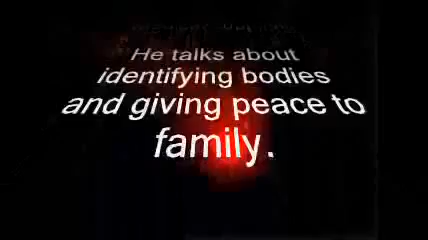 He talks about
identifying bodies
and giving peace to
family.